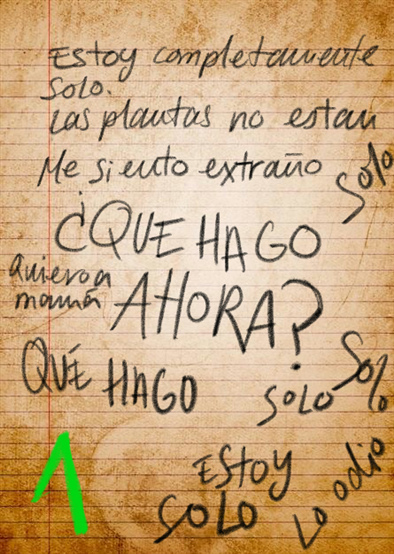 Estoy completamente
solo.
Las plantas no estan
Me siento extraño
Solo
¿QUE HAGO
Quiero a
mamá
AHORA?
QUÉ HAGO
SOLO
Solo
ESTOY
SOLO
Lo odio
1